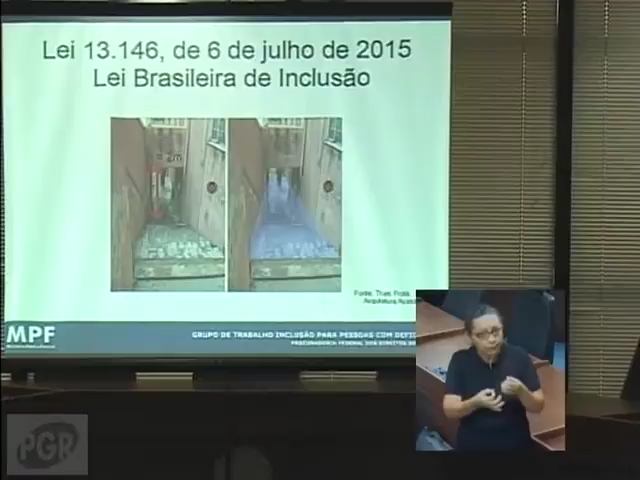 Lei 13.146, de 6 de julho de 2015
Lei Brasileira de Inclusão
Fonte: Thais Frota
Arquitetura
MPF
GRUPO DE TRABALHO INCLUSÃO PARA PESSOAS COM DEFI
PROCURADORIA FEDERAL DOS DIREITOS DO
PGR